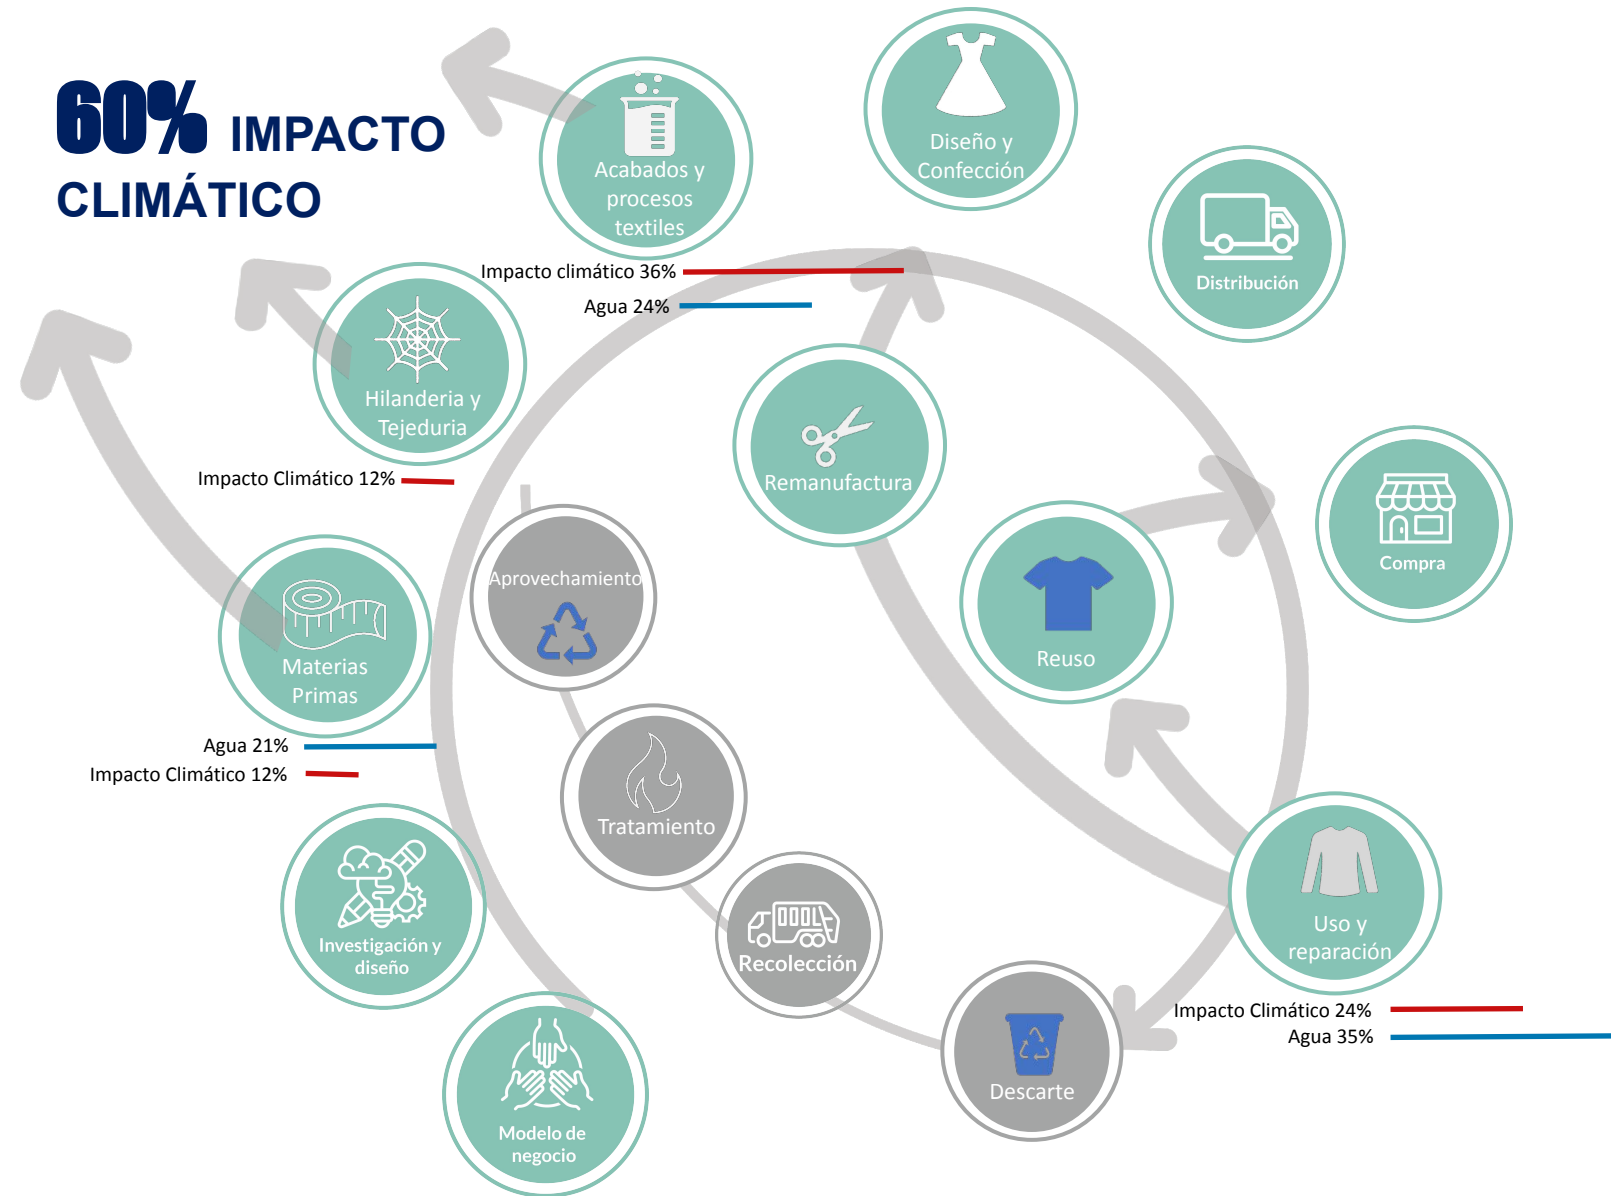 60% IMPACTO
CLIMÁTICO
Acabados y
procesos
textiles
Diseño y
Confección
Distribución
Impacto climático 36%
Agua 24%
Hilanderia y
Tejeduria
Impacto Climático 12%
Remanufactura
Compra
Aprovechamiento
Reuso
Materias
Primas
Agua 21%
Impacto Climático 12%
Tratamiento
Investigación y
diseño
Recolección
Uso y
reparación
Impacto Climático 24%
Agua 35%
Descarte
Modelo de
negocio